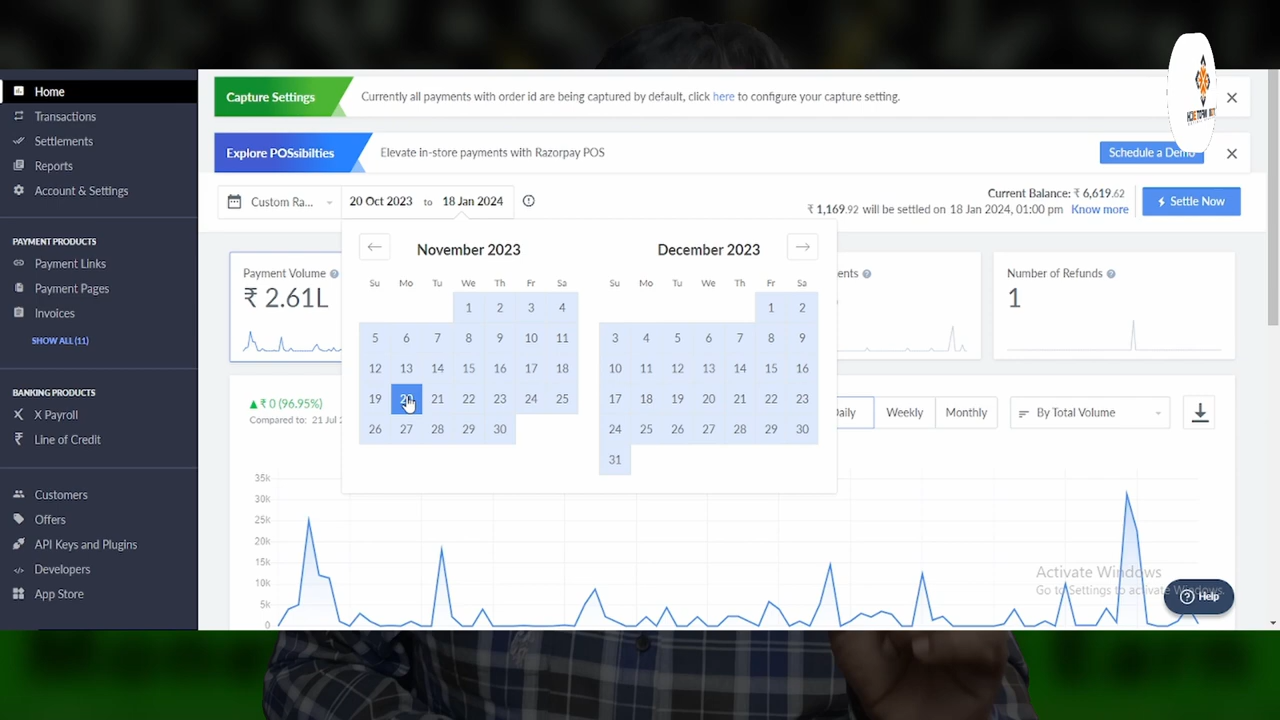 Home
Transactions
Settlements
Reports
Account & Settings
PAYMENT PRODUCTS
Payment Links
Payment Pages
Invoices
SHOW ALL (11)
BANKING PRODUCTS
X Payroll
Line of Credit
Customers
Offers
API Keys and Plugins
Developers
App Store
Capture Settings
Currently all payments with order id are being captured by default, click here to configure your capture setting.
Explore POSsibilties
Elevate in-store payments with Razorpay POS
Schedule a Demo
Custom Ra...
20 Oct 2023 to 18 Jan 2024
Current Balance: ₹ 6,619.62
₹ 1,169.92 will be settled on 18 Jan 2024, 01:00 pm Know more
Settle Now
Payment Volume
₹ 2.61L
November 2023
Su Mo Tu We Th Fr Sa
1 2 3 4
5 6 7 8 9 10 11
12 13 14 15 16 17 18
19 20 21 22 23 24 25
26 27 28 29 30
December 2023
Su Mo Tu We Th Fr Sa
1 2
3 4 5 6 7 8 9
10 11 12 13 14 15 16
17 18 19 20 21 22 23
24 25 26 27 28 29 30
31
ents
Number of Refunds
1
₹ 0 (96.95%)
Compared to: 21 Jul 2
aily
Weekly
Monthly
By Total Volume
35k
30k
25k
20k
15k
10k
5k
0
Activate Windows
Go to Settings to activate Windows.
Help